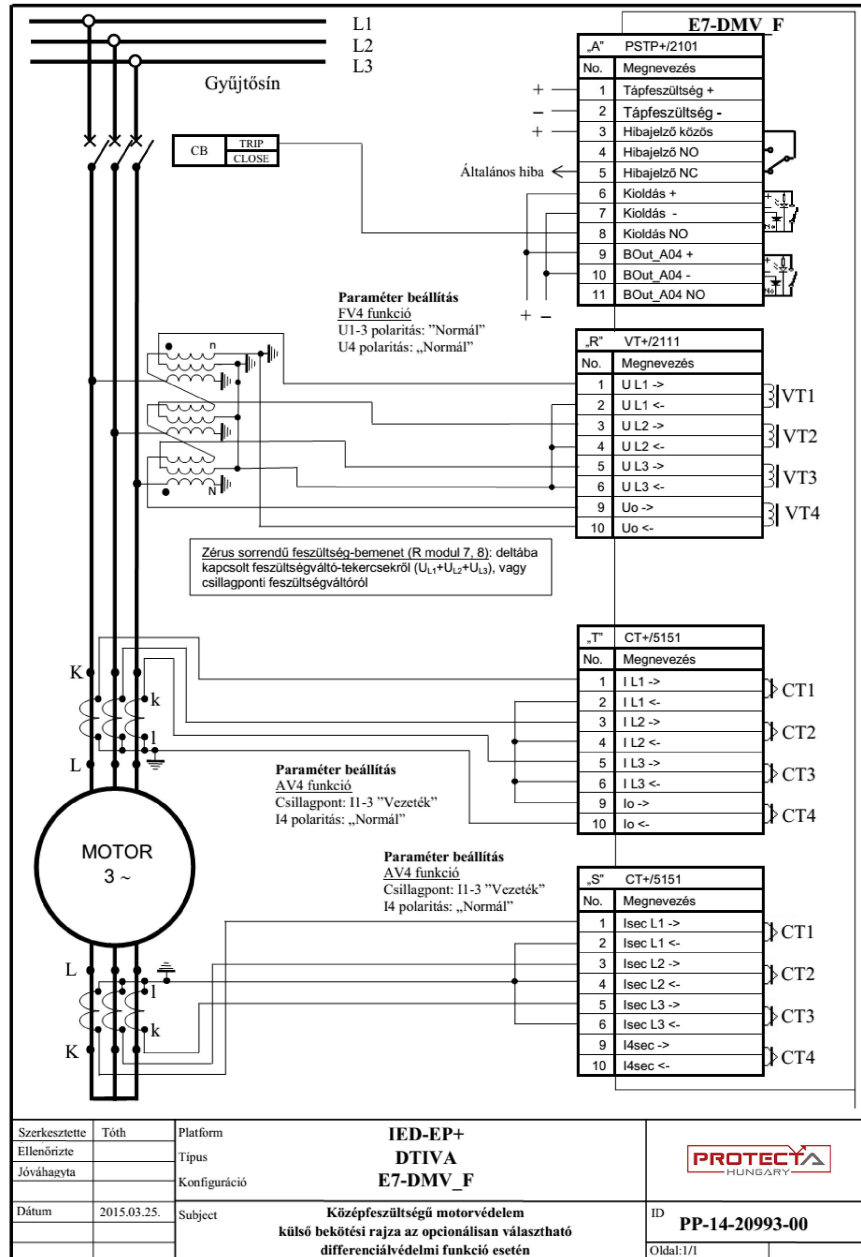 L1
L2
L3
Gyűjtősín
E7-DMV_F
„A" PSTP+/2101
No. Megnevezés
+ 1 Tápfeszültség +
− 2 Tápfeszültség -
+ 3 Hibajelző közös
4 Hibajelző NO
Általános hiba 5 Hibajelző NC
6 Kioldás +
7 Kioldás -
8 Kioldás NO
9 BOut_A04 +
10 BOut_A04 -
11 BOut_A04 NO
+ −
CB TRIP
CLOSE
Paraméter beállítás
FV4 funkció
U1-3 polaritás: "Normál"
U4 polaritás: „Normál"
n
N
„R" VT+/2111
No. Megnevezés
1 U L1 ->
2 U L1 <-
3 U L2 ->
4 U L2 <-
5 U L3 ->
6 U L3 <-
9 Uo ->
10 Uo <-
VT1
VT2
VT3
VT4
Zérus sorrendű feszültség-bemenet (R modul 7, 8): deltába
kapcsolt feszültségváltó-tekercsekről (UL1+UL2+UL3), vagy
csillagponti feszültségváltóról
K
k
l
L
„T" CT+/5151
No. Megnevezés
1 I L1 ->
2 I L1 <-
3 I L2 ->
4 I L2 <-
5 I L3 ->
6 I L3 <-
9 Io ->
10 Io <-
CT1
CT2
CT3
CT4
Paraméter beállítás
AV4 funkció
Csillagpont: I1-3 "Vezeték"
I4 polaritás: „Normál"
MOTOR
3 ~
Paraméter beállítás
AV4 funkció
Csillagpont: I1-3 "Vezeték"
I4 polaritás: „Normál"
„S" CT+/5151
No. Megnevezés
1 Isec L1 ->
2 Isec L1 <-
3 Isec L2 ->
4 Isec L2 <-
5 Isec L3 ->
6 Isec L3 <-
9 I4sec ->
10 I4sec <-
CT1
CT2
CT3
CT4
L
l
k
K
Szerkesztette Tóth
Ellenőrizte
Jóváhagyta
Dátum 2015.03.25.
Platform IED-EP+
Típus DTIVA
Konfiguráció E7-DMV_F
Subject Középfeszültségű motorvédelem
külső bekötési rajza az opcionálisan választható
differenciálvédelmi funkció esetén
PROTECTA
HUNGARY
ID PP-14-20993-00
Oldal:1/1